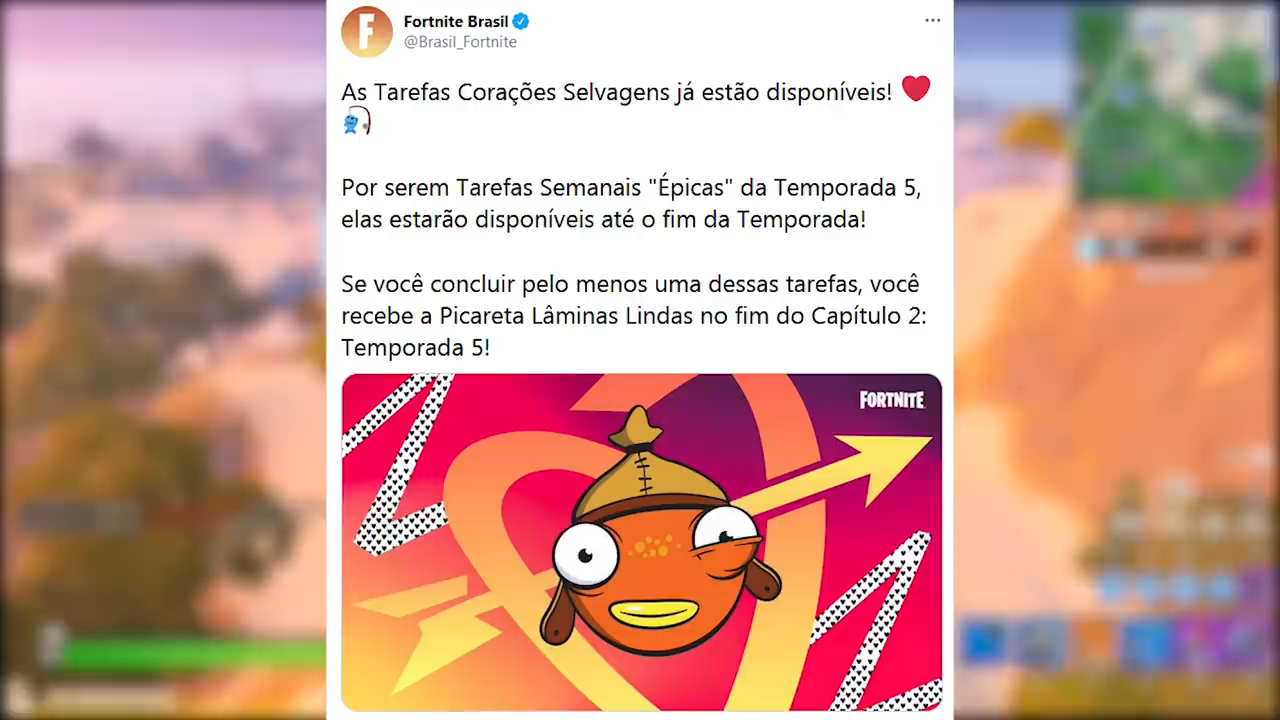 Fortnite Brasil
@Brasil_Fortnite
As Tarefas Corações Selvagens já estão disponíveis! ❤️
🎣
Por serem Tarefas Semanais "Épicas" da Temporada 5,
elas estarão disponíveis até o fim da Temporada!
Se você concluir pelo menos uma dessas tarefas, você
recebe a Picareta Lâminas Lindas no fim do Capítulo 2:
Temporada 5!
FORTNITE